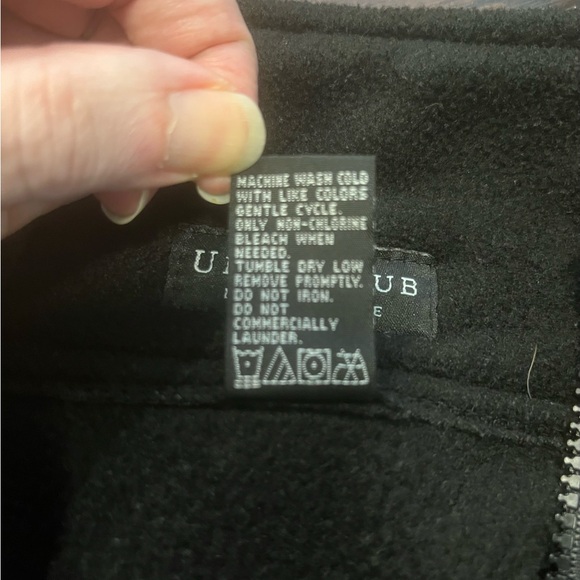 MACHINE WASH COLD
WITH LIKE COLORS
GENTLE CYCLE.
ONLY NON-CHLORINE
BLEACH WHEN
NEEDED.
TUMBLE DRY LOW
REMOVE PROMPTLY.
DO NOT IRON.
DO NOT
COMMERCIALLY
LAUNDER.